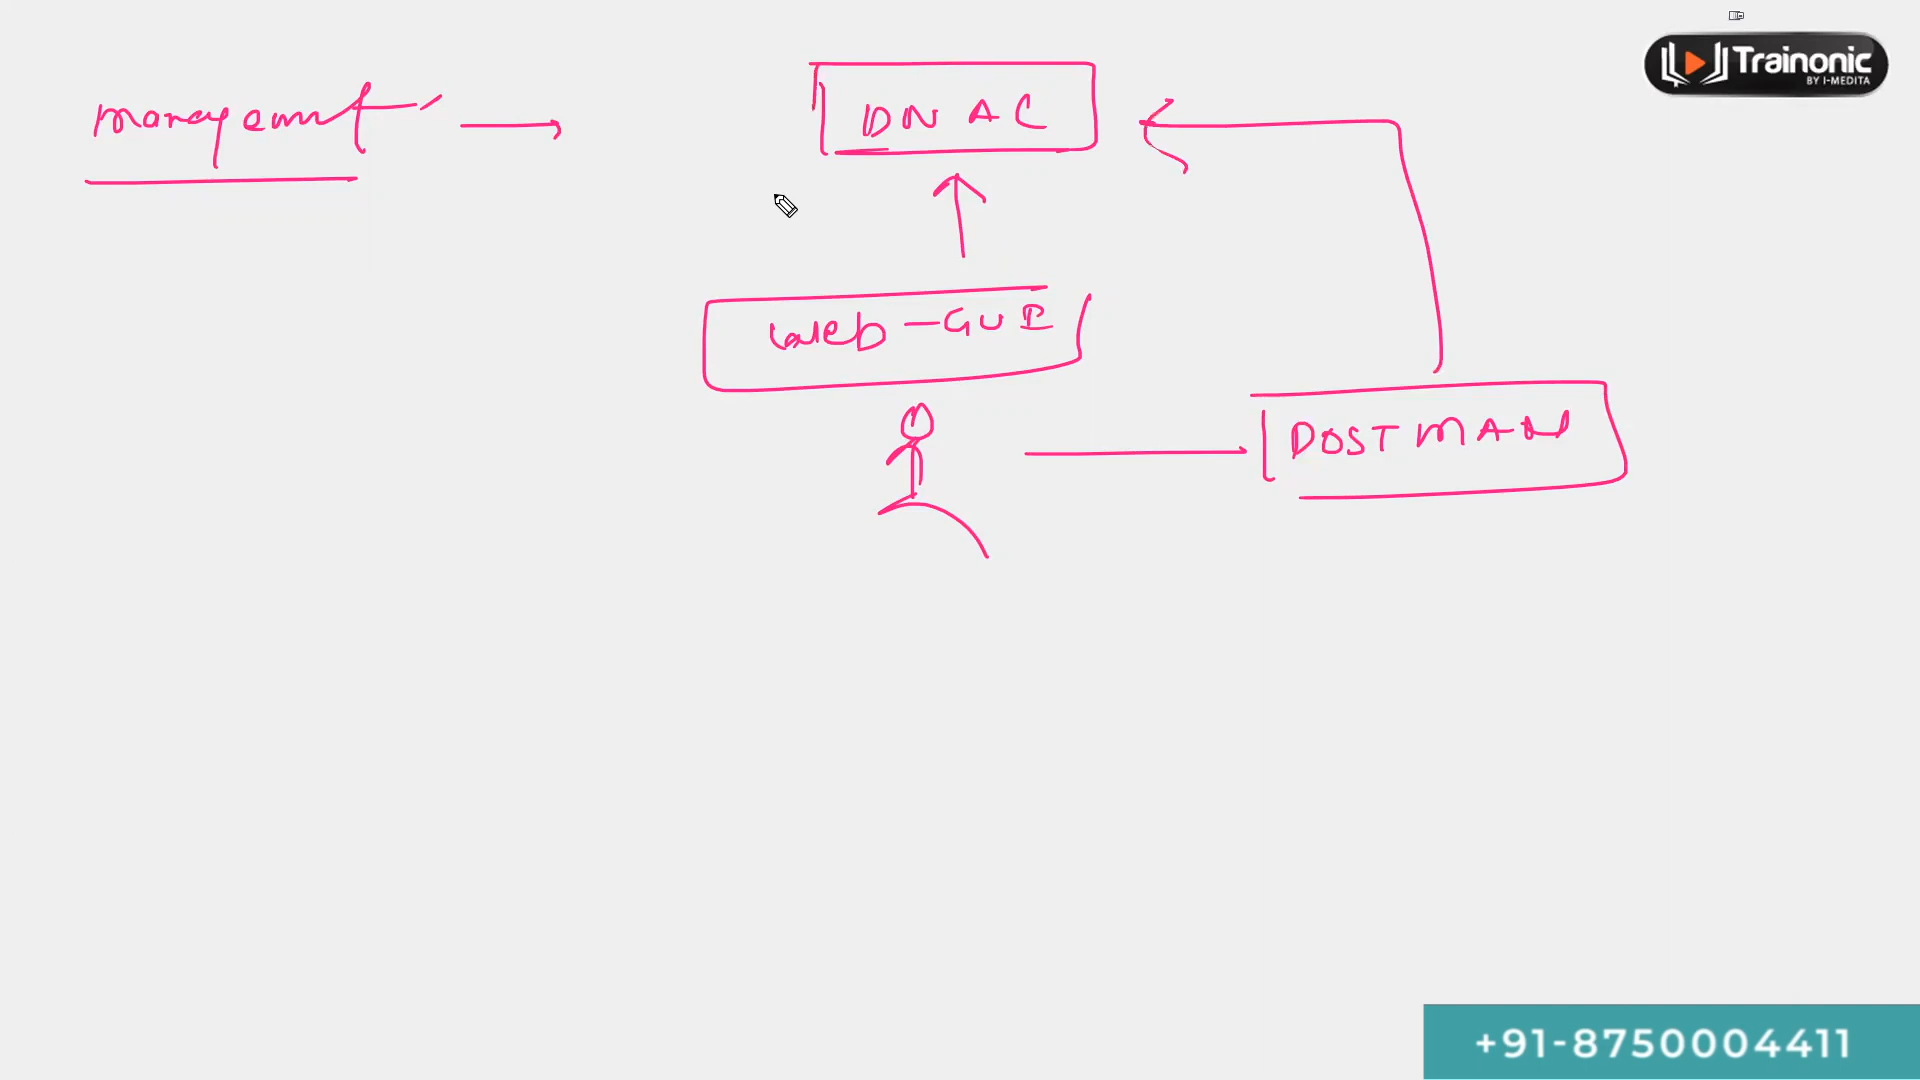 Management
DNAC
Trainonic
BY I-MEDITA
Web-GUI
POSTMAN
+91-8750004411